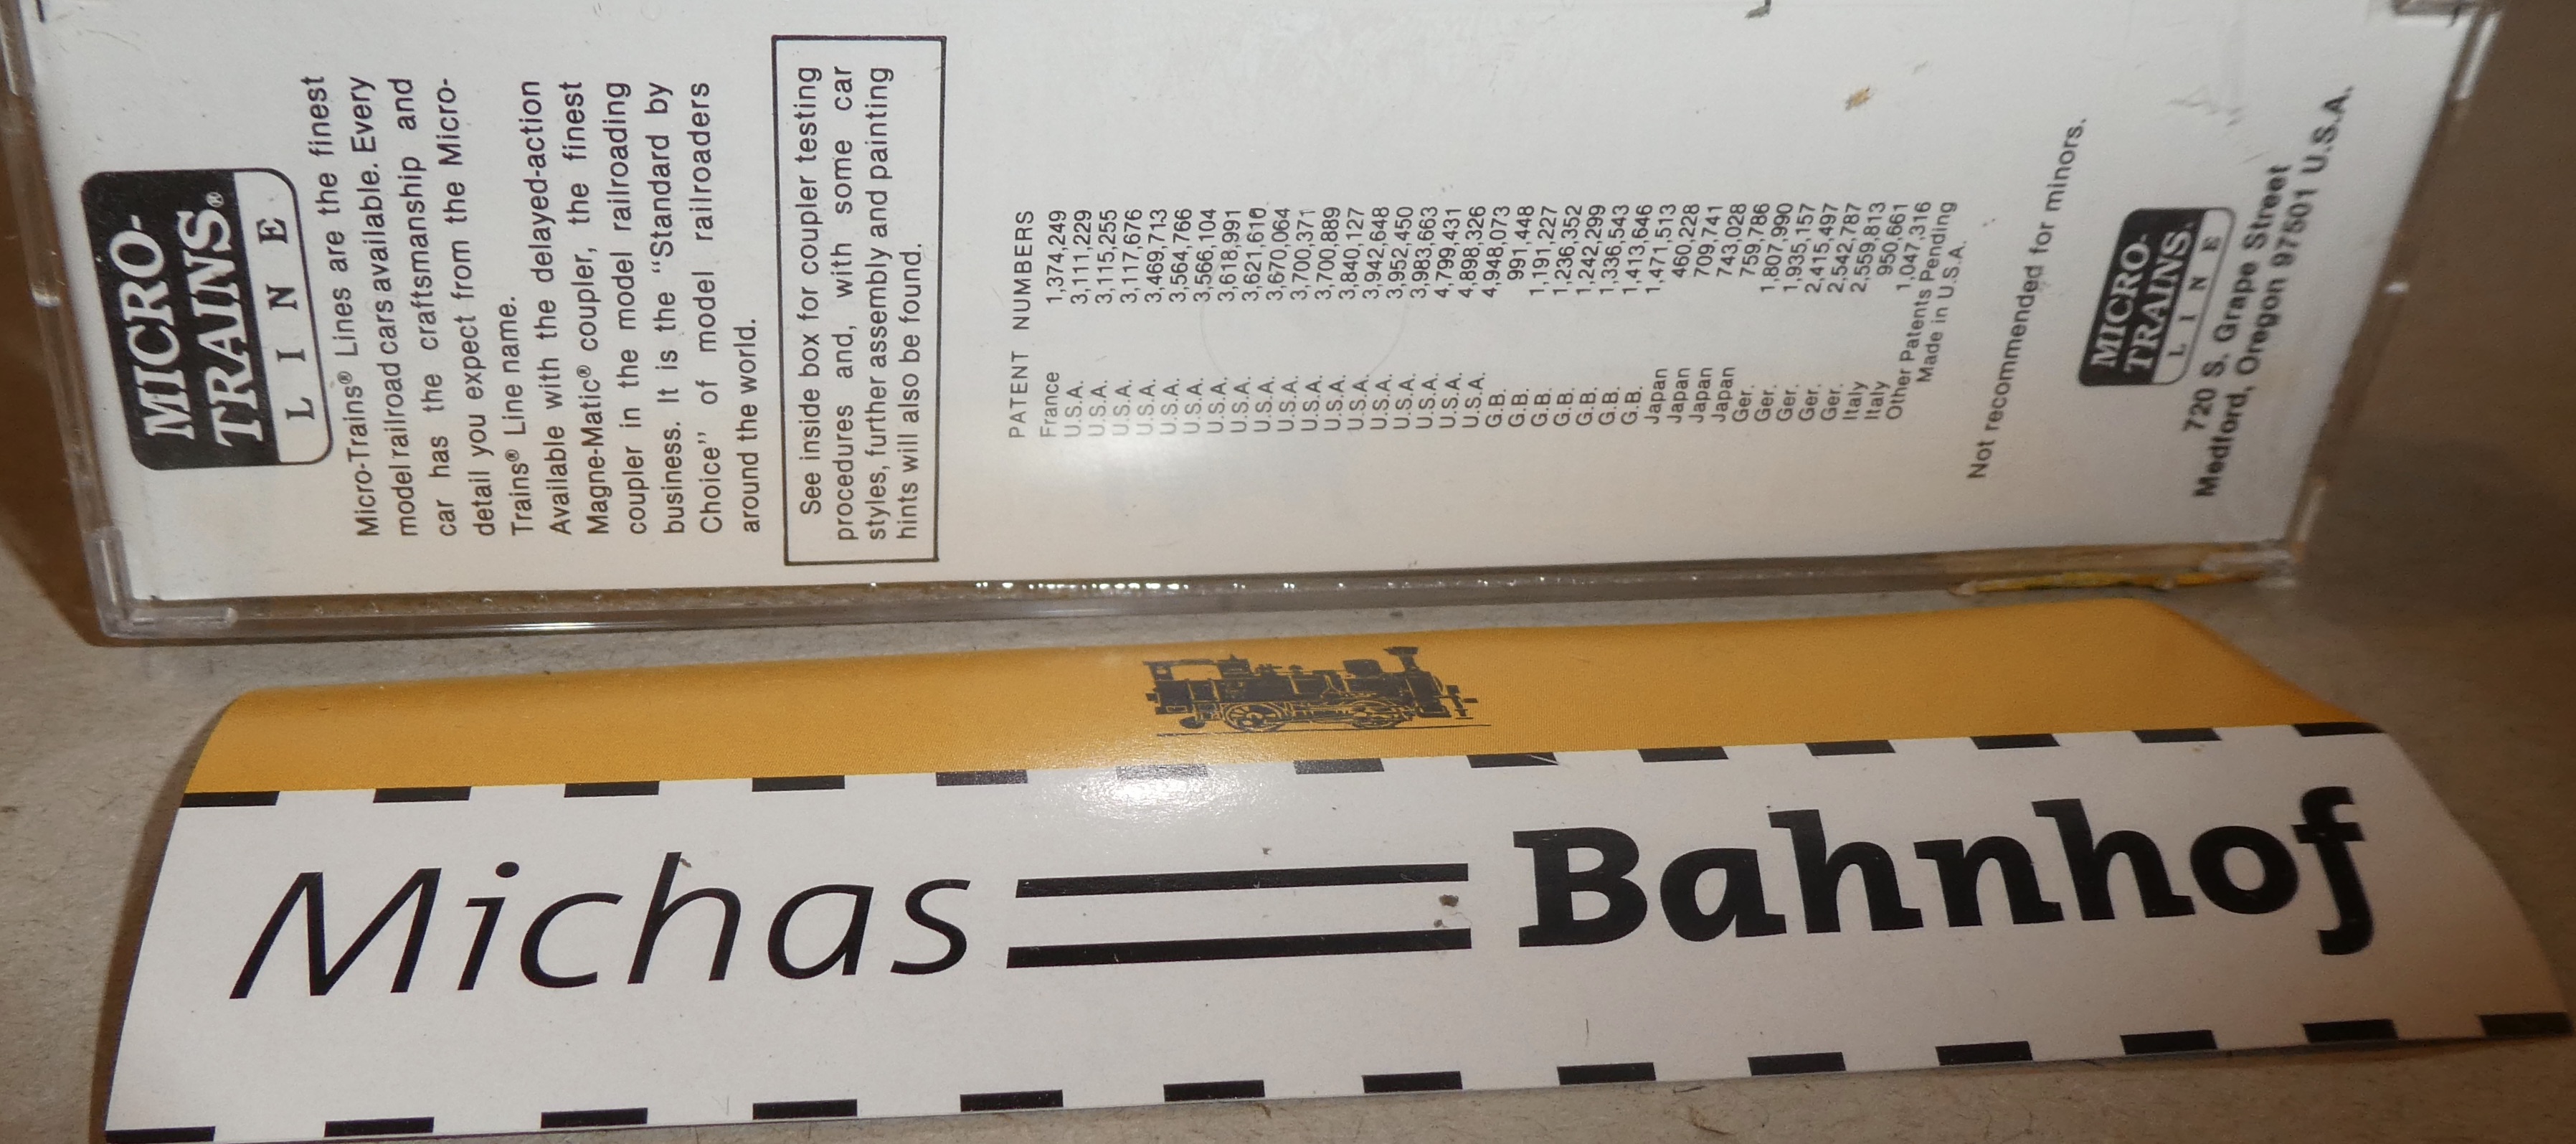 MICRO-
TRAINS®
LINE
Micro-Trains® Lines are the finest
model railroad cars available. Every
car has the craftsmanship and
detail you expect from the Micro-
Trains® Line name.
Available with the delayed-action
Magne-Matic® coupler, the finest
coupler in the model railroading
business. It is the “Standard by
Choice” of model railroaders
around the world.
See inside box for coupler testing
procedures and, with some car
styles, further assembly and painting
hints will also be found.
PATENT NUMBERS
France 1,374,249
U.S.A. 3,111,229
U.S.A. 3,115,255
U.S.A. 3,117,676
U.S.A. 3,469,713
U.S.A. 3,564,766
U.S.A. 3,566,104
U.S.A. 3,618,991
U.S.A. 3,621,610
U.S.A. 3,670,064
U.S.A. 3,700,371
U.S.A. 3,700,889
U.S.A. 3,840,127
U.S.A. 3,942,648
U.S.A. 3,952,450
U.S.A. 3,983,663
U.S.A. 4,799,431
U.S.A. 4,898,326
U.S.A. 4,948,073
G.B. 991,448
G.B. 1,191,227
G.B. 1,236,352
G.B. 1,242,299
G.B. 1,336,543
G.B. 1,413,646
G.B. 1,471,513
Japan 460,228
Japan 709,741
Japan 743,028
Japan 759,786
Ger. 1,807,990
Ger. 1,935,157
Ger. 2,415,497
Ger. 2,542,787
Ger. 2,559,813
Italy 950,661
Italy 1,047,316
Other Patents Pending
Made in U.S.A.
Not recommended for minors.
MICRO-
TRAINS
LINE
720 S. Grape Street
Medford, Oregon 97501 U.S.A.
Michas Bahnhof